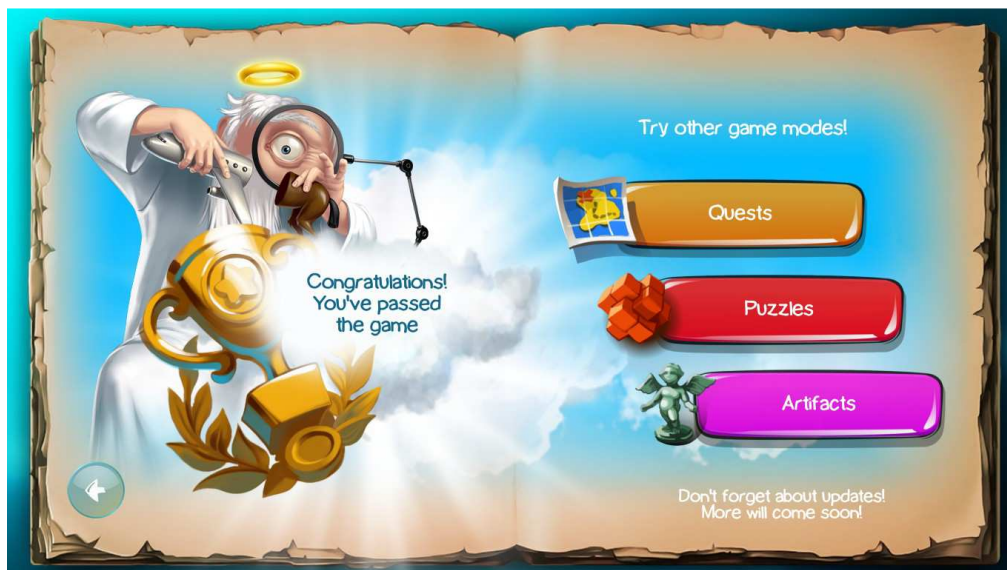 Congratulations!
You've passed
the game
Try other game modes!
Quests
Puzzles
Artifacts
Don't forget about updates!
More will come soon!